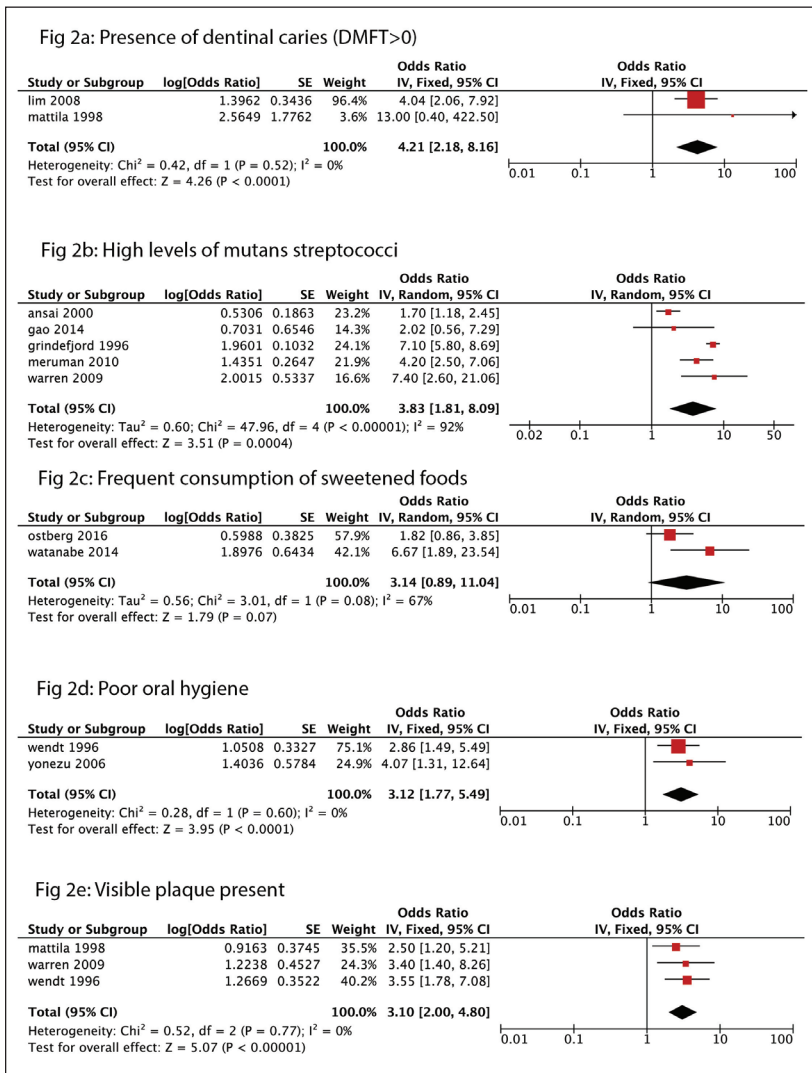 Fig 2a: Presence of dentinal caries (DMFT>0)
Odds Ratio Odds Ratio
Study or Subgroup log[Odds Ratio] SE Weight IV, Fixed, 95% CI IV, Fixed, 95% CI
lim 2008 1.3962 0.3436 96.4% 4.04 [2.06, 7.92]
mattila 1998 2.5649 1.7762 3.6% 13.00 [0.40, 422.50]
Total (95% CI) 100.0% 4.21 [2.18, 8.16]
Heterogeneity: Chi² = 0.42, df = 1 (P = 0.52); I² = 0%
Test for overall effect: Z = 4.26 (P < 0.0001)
0.01 0.1 1 10 100
Fig 2b: High levels of mutans streptococci
Odds Ratio Odds Ratio
Study or Subgroup log[Odds Ratio] SE Weight IV, Random, 95% CI IV, Random, 95% CI
ansai 2000 0.5306 0.1863 23.2% 1.70 [1.18, 2.45]
gao 2014 0.7031 0.6546 14.3% 2.02 [0.56, 7.29]
grindefjord 1996 1.9601 0.1032 24.1% 7.10 [5.80, 8.69]
meruman 2010 1.4351 0.2647 21.9% 4.20 [2.50, 7.06]
warren 2009 2.0015 0.5337 16.6% 7.40 [2.60, 21.06]
Total (95% CI) 100.0% 3.83 [1.81, 8.09]
Heterogeneity: Tau² = 0.60; Chi² = 47.96, df = 4 (P < 0.00001); I² = 92%
Test for overall effect: Z = 3.51 (P = 0.0004)
0.02 0.1 1 10 50
Fig 2c: Frequent consumption of sweetened foods
Odds Ratio Odds Ratio
Study or Subgroup log[Odds Ratio] SE Weight IV, Random, 95% CI IV, Random, 95% CI
ostberg 2016 0.5988 0.3825 57.9% 1.82 [0.86, 3.85]
watanabe 2014 1.8976 0.6434 42.1% 6.67 [1.89, 23.54]
Total (95% CI) 100.0% 3.14 [0.89, 11.04]
Heterogeneity: Tau² = 0.56; Chi² = 3.01, df = 1 (P = 0.08); I² = 67%
Test for overall effect: Z = 1.79 (P = 0.07)
0.01 0.1 1 10 100
Fig 2d: Poor oral hygiene
Odds Ratio Odds Ratio
Study or Subgroup log[Odds Ratio] SE Weight IV, Fixed, 95% CI IV, Fixed, 95% CI
wendt 1996 1.0508 0.3327 75.1% 2.86 [1.49, 5.49]
yonezu 2006 1.4036 0.5784 24.9% 4.07 [1.31, 12.64]
Total (95% CI) 100.0% 3.12 [1.77, 5.49]
Heterogeneity: Chi² = 0.28, df = 1 (P = 0.60); I² = 0%
Test for overall effect: Z = 3.95 (P < 0.0001)
0.01 0.1 1 10 100
Fig 2e: Visible plaque present
Odds Ratio Odds Ratio
Study or Subgroup log[Odds Ratio] SE Weight IV, Fixed, 95% CI IV, Fixed, 95% CI
mattila 1998 0.9163 0.3745 35.5% 2.50 [1.20, 5.21]
warren 2009 1.2238 0.4527 24.3% 3.40 [1.40, 8.26]
wendt 1996 1.2669 0.3522 40.2% 3.55 [1.78, 7.08]
Total (95% CI) 100.0% 3.10 [2.00, 4.80]
Heterogeneity: Chi² = 0.52, df = 2 (P = 0.77); I² = 0%
Test for overall effect: Z = 5.07 (P < 0.00001)
0.01 0.1 1 10 100